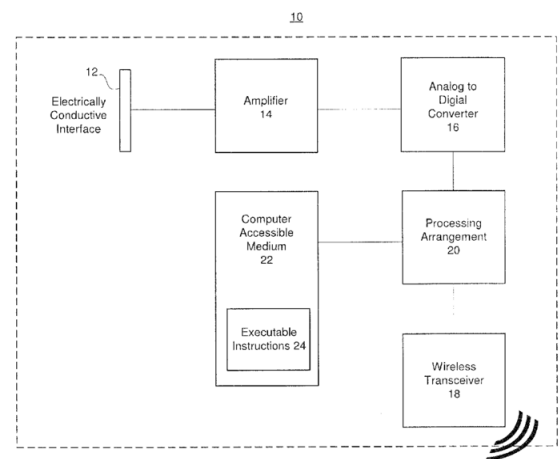 10
12
Electrically
Conductive
Interface
Amplifier
14
Analog to
Digial
Converter
16
Computer
Accessible
Medium
22
Processing
Arrangement
20
Executable
Instructions 24
Wireless
Transceiver
18